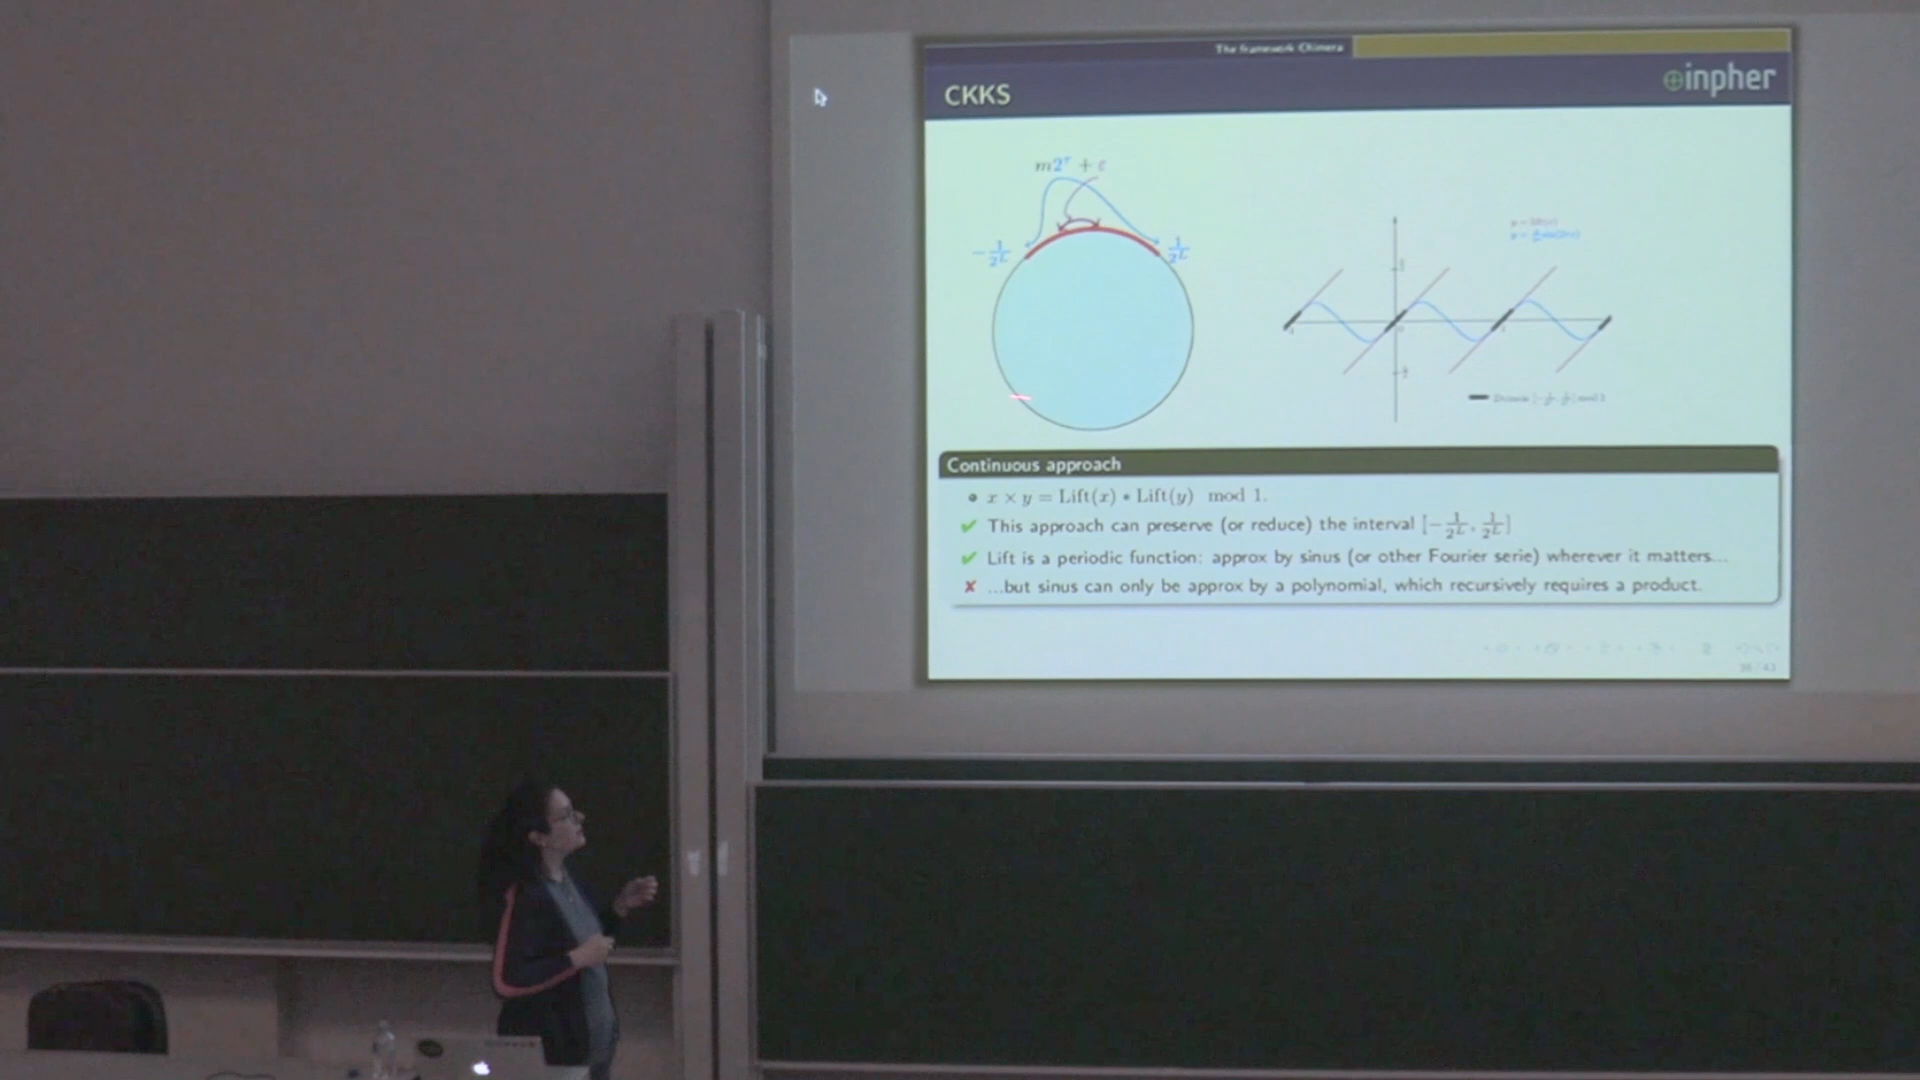 The framework Chimera
CKKS
inpher
m2^τ + ε
-1/2^L
1/2^L
Continuous approach
• x × y = Lift(x) • Lift(y) mod 1.
✔ This approach can preserve (or reduce) the interval [-1/2^L, 1/2^L]
✔ Lift is a periodic function: approx by sinus (or other Fourier serie) wherever it matters...
✘ ...but sinus can only be approx by a polynomial, which recursively requires a product.